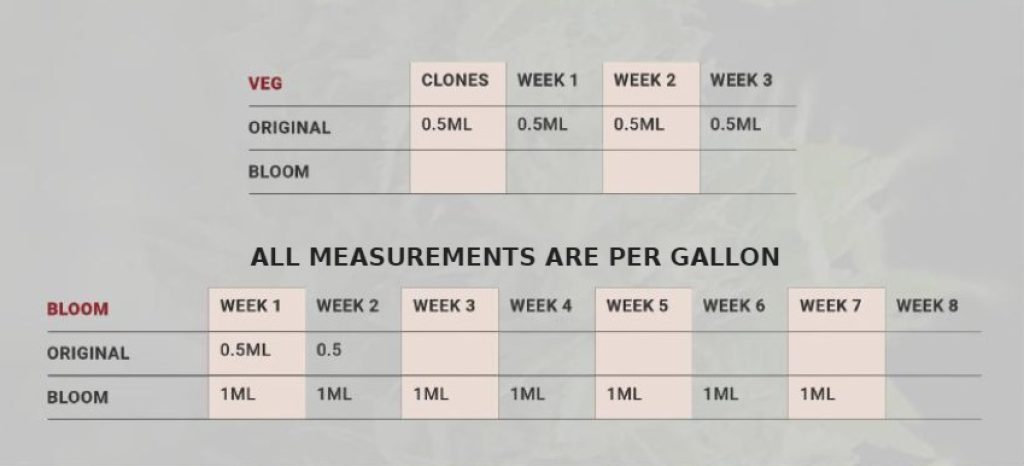 VEG CLONES WEEK 1 WEEK 2 WEEK 3
ORIGINAL 0.5ML 0.5ML 0.5ML 0.5ML
BLOOM
ALL MEASUREMENTS ARE PER GALLON
BLOOM WEEK 1 WEEK 2 WEEK 3 WEEK 4 WEEK 5 WEEK 6 WEEK 7 WEEK 8
ORIGINAL 0.5ML 0.5
BLOOM 1ML 1ML 1ML 1ML 1ML 1ML 1ML